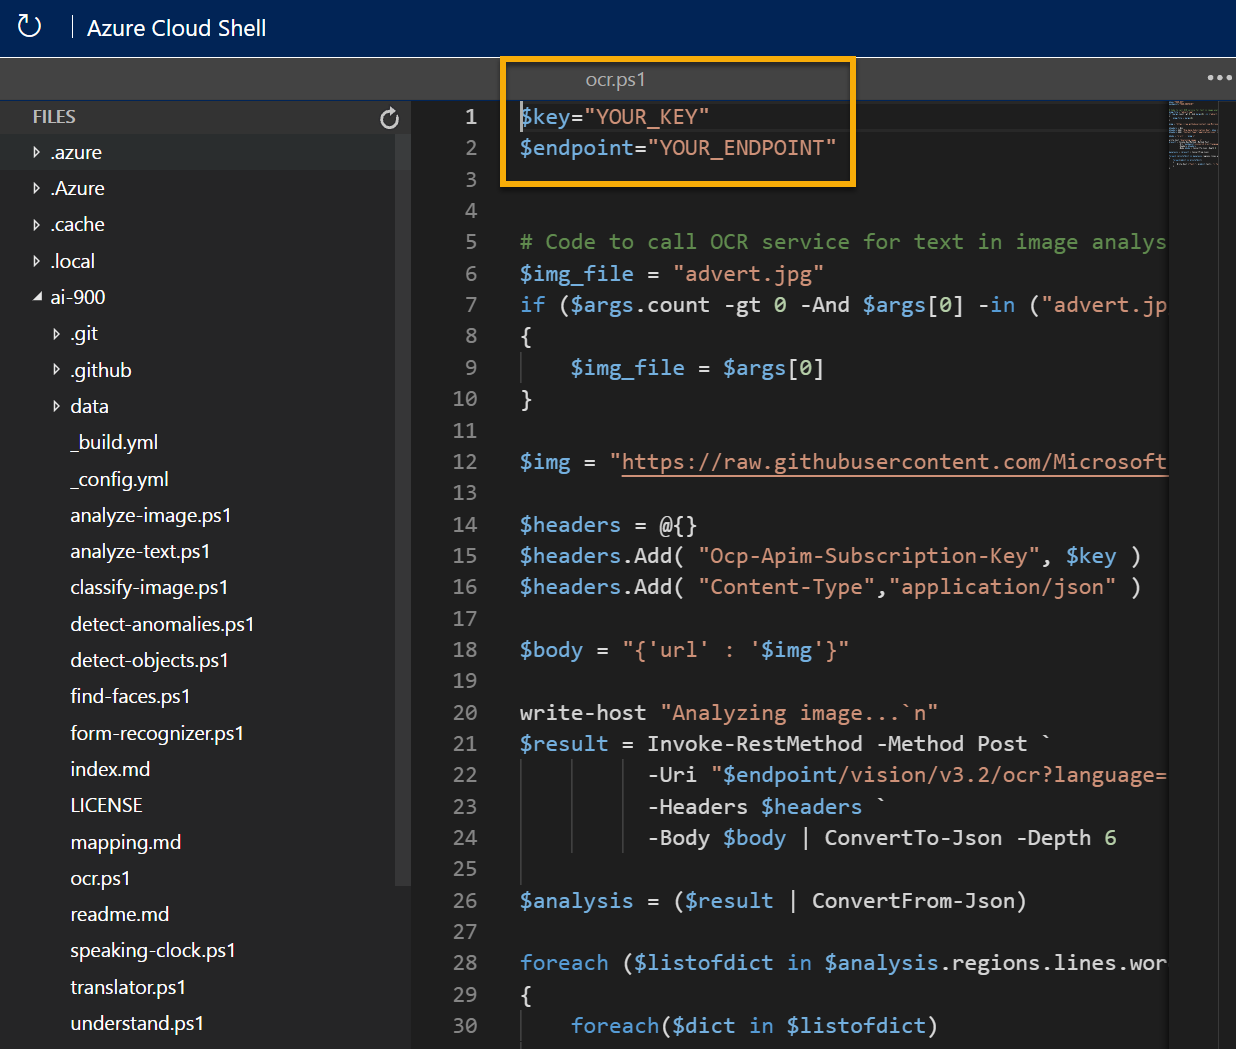 Azure Cloud Shell
ocr.ps1
FILES
.azure
.Azure
.cache
.local
ai-900
.git
.github
data
_build.yml
_config.yml
analyze-image.ps1
analyze-text.ps1
classify-image.ps1
detect-anomalies.ps1
detect-objects.ps1
find-faces.ps1
form-recognizer.ps1
index.md
LICENSE
mapping.md
ocr.ps1
readme.md
speaking-clock.ps1
translator.ps1
understand.ps1
1 $key="YOUR_KEY"
2 $endpoint="YOUR_ENDPOINT"
3
4
5 # Code to call OCR service for text in image analys
6 $img_file = "advert.jpg"
7 if ($args.count -gt 0 -And $args[0] -in ("advert.jp
8 {
9 $img_file = $args[0]
10 }
11
12 $img = "https://raw.githubusercontent.com/Microsoft
13
14 $headers = @{}
15 $headers.Add( "Ocp-Apim-Subscription-Key", $key )
16 $headers.Add( "Content-Type","application/json" )
17
18 $body = "{'url' : '$img'}"
19
20 write-host "Analyzing image...`n"
21 $result = Invoke-RestMethod -Method Post `
22 -Uri "$endpoint/vision/v3.2/ocr?language=
23 -Headers $headers `
24 -Body $body | ConvertTo-Json -Depth 6
25
26 $analysis = ($result | ConvertFrom-Json)
27
28 foreach ($listofdict in $analysis.regions.lines.wor
29 {
30 foreach($dict in $listofdict)